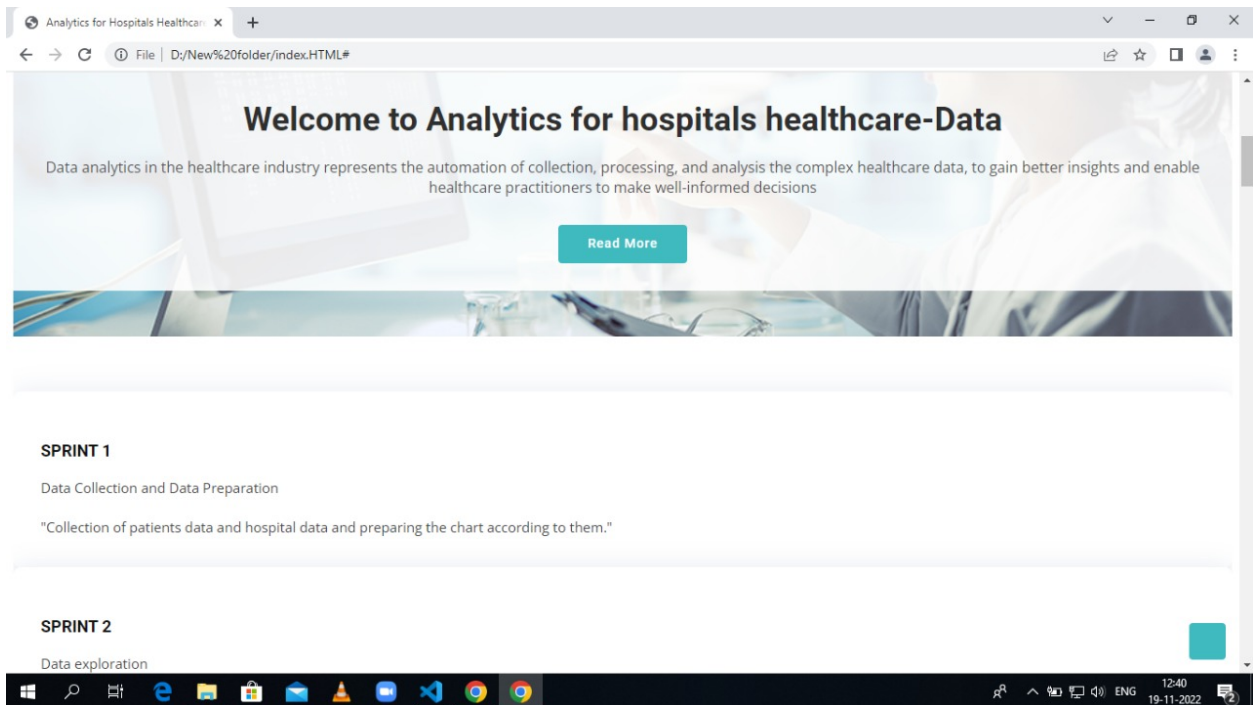 Analytics for Hospitals Healthcar
File D:/New%20folder/index.HTML#
Welcome to Analytics for hospitals healthcare-Data
Data analytics in the healthcare industry represents the automation of collection, processing, and analysis the complex healthcare data, to gain better insights and enable
healthcare practitioners to make well-informed decisions
Read More
SPRINT 1
Data Collection and Data Preparation
"Collection of patients data and hospital data and preparing the chart according to them."
SPRINT 2
Data exploration
ENG
12:40
19-11-2022
2